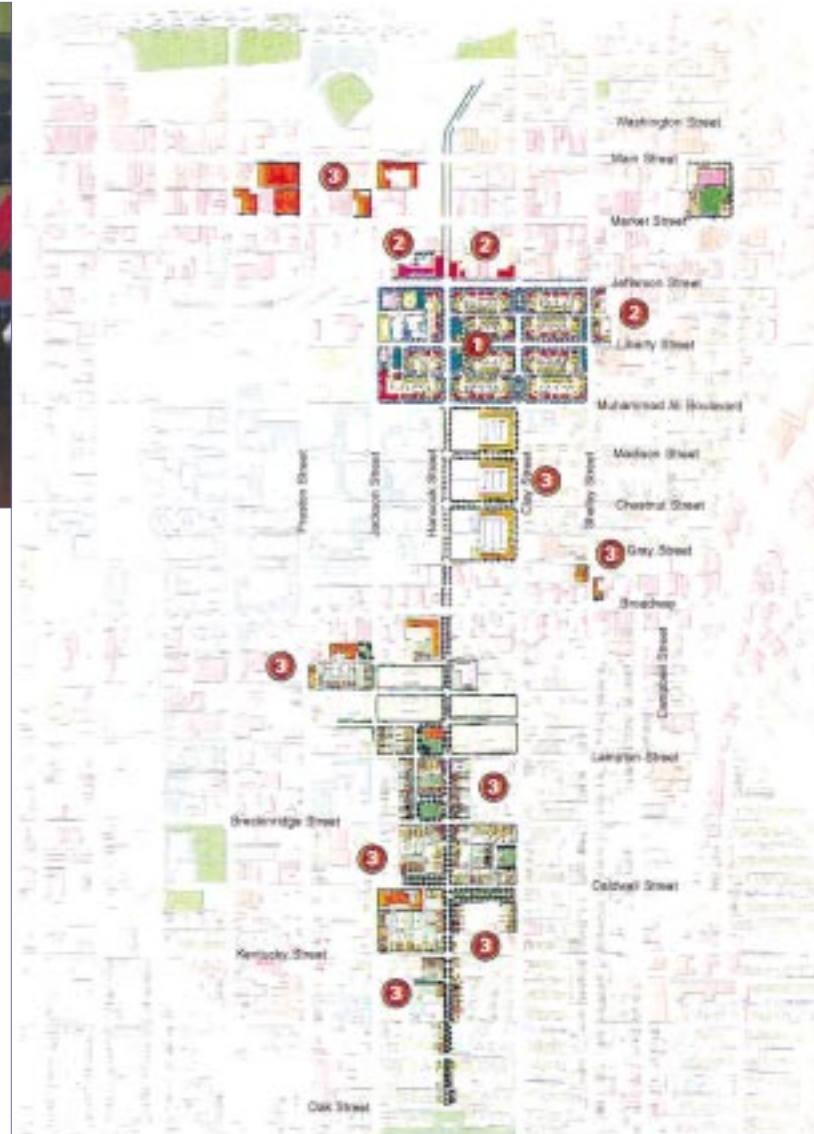 Washington Street
Main Street
3
Market Street
2
2
Jefferson Street
2
1
Liberty Street
Muhammad Ali Boulevard
Preston Street
Jackson Street
Hancock Street
Clay Street
Shelby Street
Madison Street
3
Chestnut Street
3
Gray Street
Broadway
3
Campbell Street
Lampton Street
3
Breckinridge Street
3
Caldwell Street
3
Kentucky Street
3
Oak Street